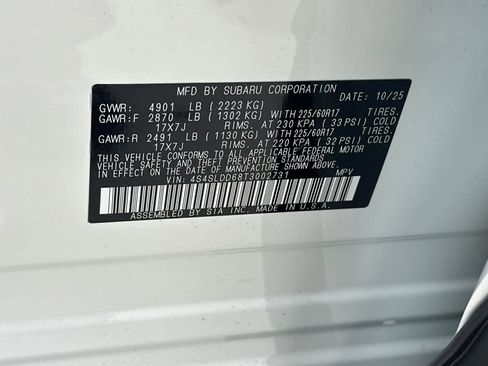 MFD BY SUBARU CORPORATION
DATE: 10/25
GVWR: 4901 LB ( 2223 KG)
GAWR:F 2870 LB ( 1302 KG) WITH 225/60R17 TIRES.
17X7J RIMS. AT 230 KPA ( 33 PSI) COLD
GAWR:R 2491 LB ( 1130 KG) WITH 225/60R17 TIRES.
17X7J RIMS. AT 220 KPA ( 32 PSI) COLD
THIS VEHICLE CONFORMS TO ALL APPLICABLE FEDERAL MOTOR
VEHICLE SAFETY AND THEFT PREVENTION STANDARDS
IN EFFECT ON THE DATE OF MANUFACTURE SHOWN ABOVE.
VIN: 4S4SLDD68T3002731 MPV
ASSEMBLED BY SIA INC. MADE IN U.S.A.